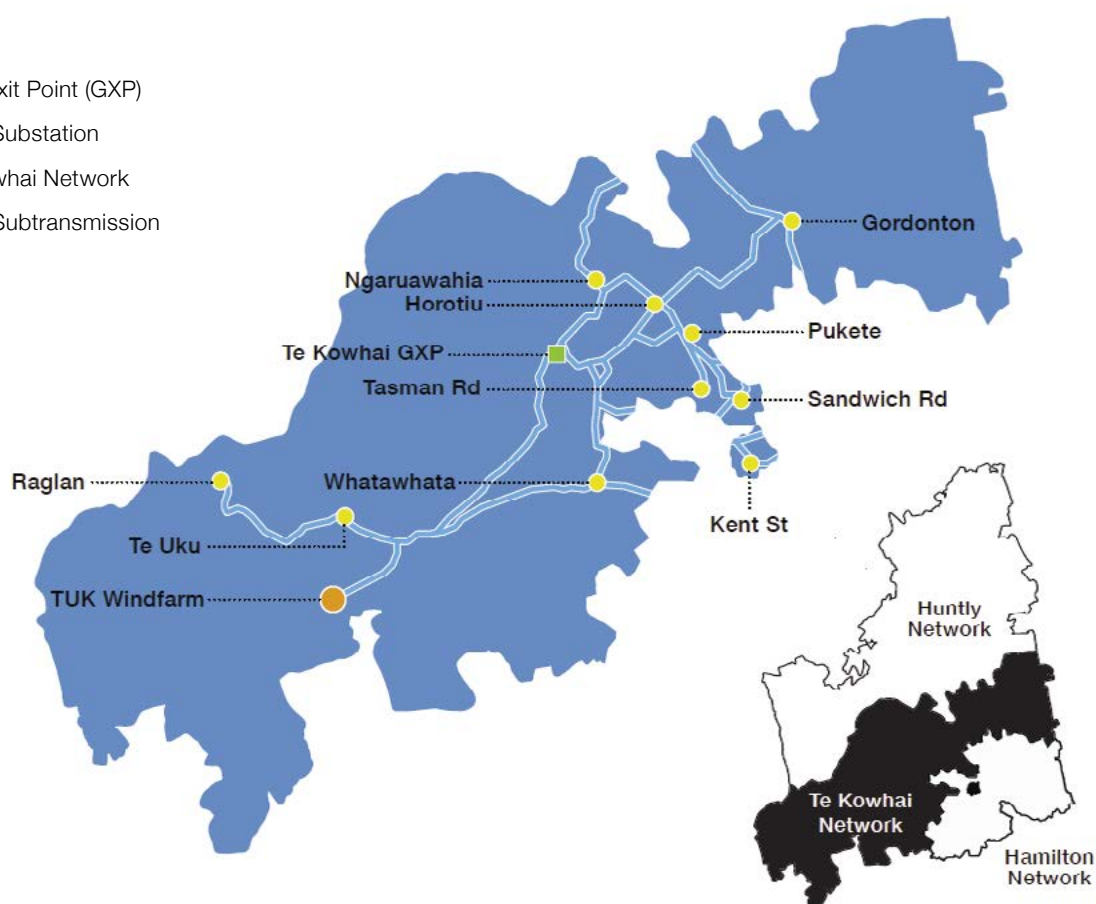 xit Point (GXP)
Substation
whai Network
Subtransmission
Gordonton
Ngaruawahia
Horotiu
Pukete
Te Kowhai GXP
Tasman Rd
Sandwich Rd
Raglan
Whatawhata
Kent St
Te Uku
TUK Windfarm
Huntly
Network
Te Kowhai
Network
Hamilton
Network